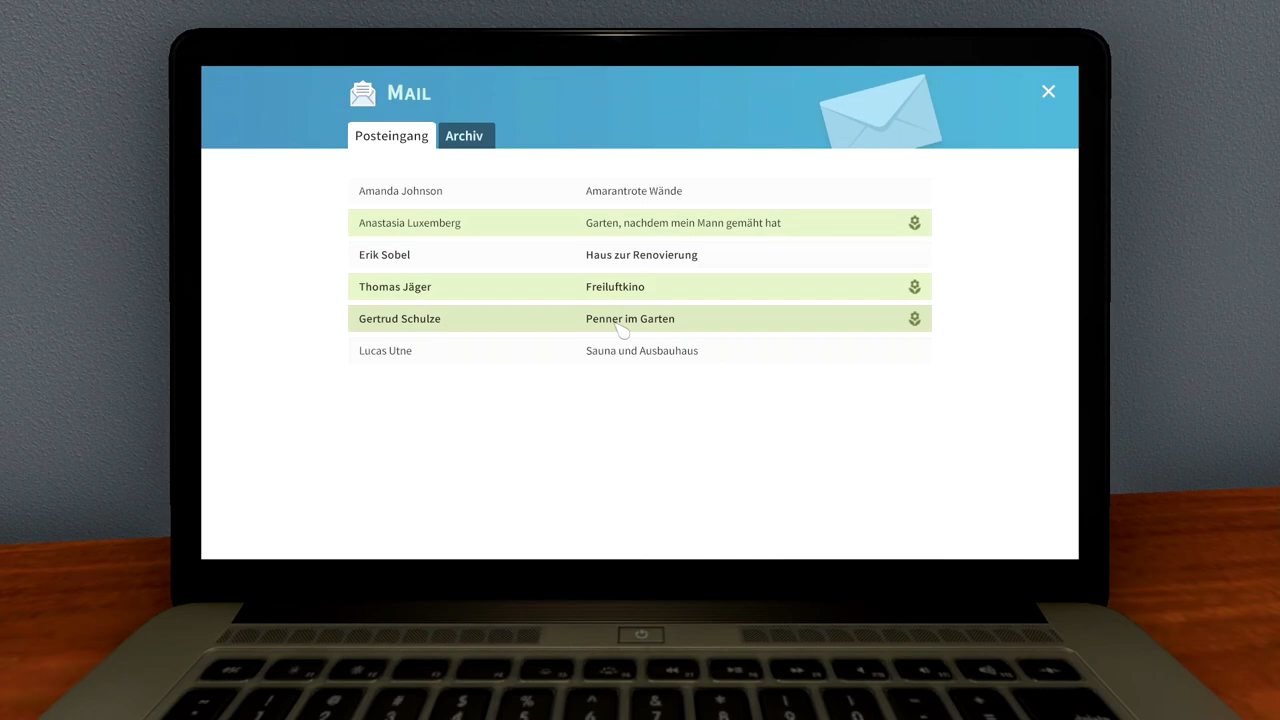 MAIL
Posteingang Archiv
Amanda Johnson Amarantrote Wände
Anastasia Luxemberg Garten, nachdem mein Mann gemäht hat
Erik Sobel Haus zur Renovierung
Thomas Jäger Freiluftkino
Gertrud Schulze Penner im Garten
Lucas Utne Sauna und Ausbauhaus